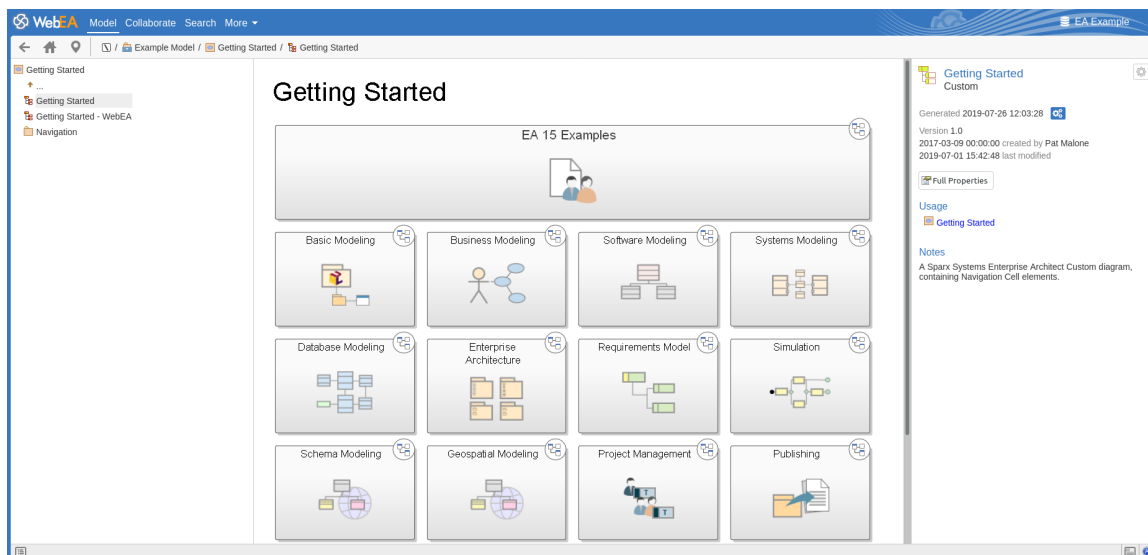 WebEA Model Collaborate Search More
EA Example
/ Example Model / Getting Started / Getting Started
Getting Started
...
Getting Started
Getting Started - WebEA
Navigation
Getting Started
EA 15 Examples
Basic Modeling
Business Modeling
Software Modeling
Systems Modeling
Database Modeling
Enterprise
Architecture
Requirements Model
Simulation
Schema Modeling
Geospatial Modeling
Project Management
T
T
Publishing
Getting Started
Custom
Generated 2019-07-26 12:03:28
Version 1.0
2017-03-09 00:00:00 created by Pat Malone
2019-07-01 15:42:48 last modified
Full Properties
Usage
Getting Started
Notes
A Sparx Systems Enterprise Architect Custom diagram,
containing Navigation Cell elements.